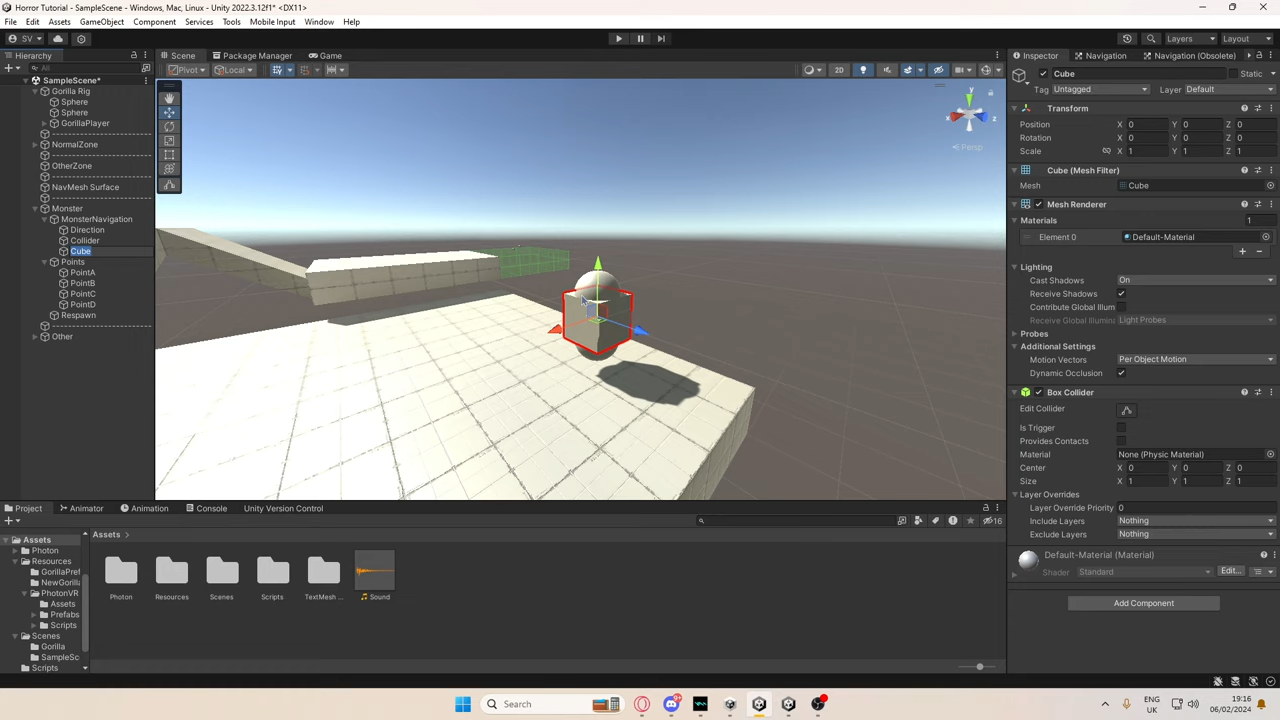 Horror Tutorial - SampleScene - Windows, Mac, Linux - Unity 2022.3.12f1* <DX11>
File Edit Assets GameObject Component Services Tools Mobile Input Window Help
SV Layers Layout
Hierarchy Scene Package Manager Game Inspector Navigation Navigation (Obsolete)
All Pivot Local 2D Cube Static
SampleScene* Tag Untagged Layer Default
Gorilla Rig
Sphere Transform
Sphere
GorillaPlayer Position X 0 Y 0 Z 0
Rotation X 0 Y 0 Z 0
NormalZone Scale X 1 Y 1 Z 1
y x z
Persp
OtherZone Cube (Mesh Filter)
NavMesh Surface Mesh Cube
Monster Mesh Renderer
MonsterNavigation Materials 1
Direction Element 0 Default-Material
Collider
Cube
Points Lighting
PointA Cast Shadows On
PointB Receive Shadows
PointC Contribute Global Illum
PointD Receive Global Illumina Light Probes
Respawn Probes
Other Additional Settings
Motion Vectors Per Object Motion
Dynamic Occlusion
Box Collider
Edit Collider
Is Trigger
Provides Contacts
Material None (Physic Material)
Center X 0 Y 0 Z 0
Size X 1 Y 1 Z 1
Layer Overrides
Layer Override Priority 0
Include Layers Nothing
Exclude Layers Nothing
Default-Material (Material)
Shader Standard Edit...
Add Component
Project Animator Animation Console Unity Version Control
16
Assets Assets
Photon
Resources
GorillaPref
NewGorilla
PhotonVR
Assets
Prefabs
Scripts
Scenes
Gorilla
SampleSc
Scripts
Photon Resources Scenes Scripts TextMesh ... Sound
Search 9+ ENG UK 19:16 06/02/2024